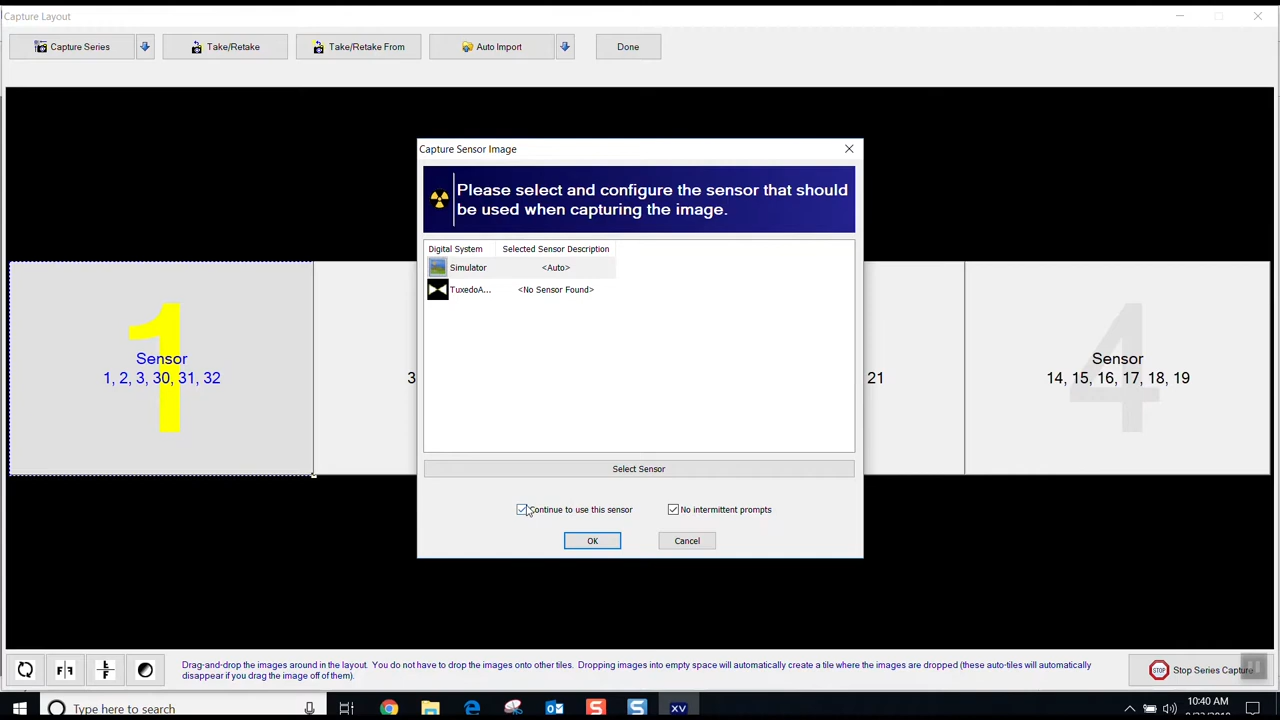 Capture Layout
Capture Series
Take/Retake
Take/Retake From
Auto Import
Done
Capture Sensor Image
Please select and configure the sensor that should
be used when capturing the image.
Digital System Selected Sensor Description
Simulator <Auto>
TuxedoA... <No Sensor Found>
1
Sensor
1, 2, 3, 30, 31, 32
3
21
4
Sensor
14, 15, 16, 17, 18, 19
Select Sensor
Continue to use this sensor
No intermittent prompts
OK
Cancel
Drag-and-drop the images around in the layout. You do not have to drop the images onto other tiles. Dropping images into empty space will automatically create a tile where the images are dropped (these auto-tiles will automatically
disappear if you drag the image off of them).
STOP
Stop Series Capture
Type here to search
XV
10:40 AM